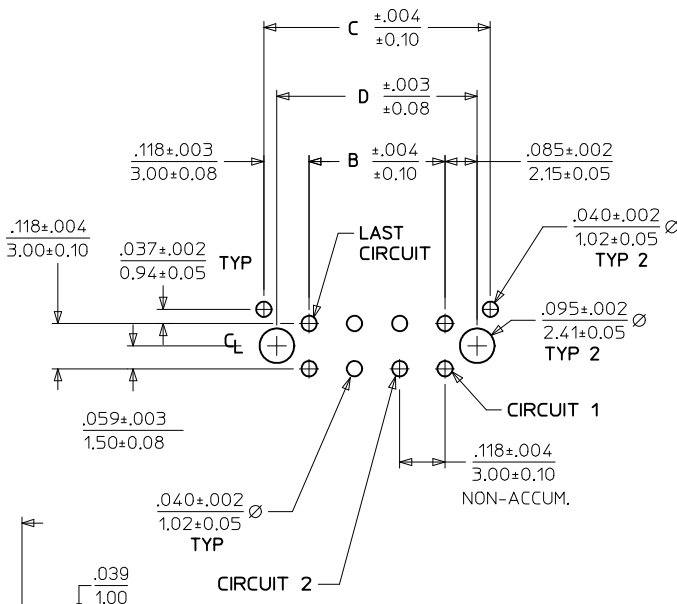 C ±.004
±0.10
D ±.003
±0.08
.118±.003
3.00±0.08
B ±.004
±0.10
.085±.002
2.15±0.05
.118±.004
3.00±0.10
.037±.002
0.94±0.05
TYP
LAST
CIRCUIT
.040±.002
1.02±0.05 Ø
TYP 2
CL
.095±.002
2.41±0.05 Ø
TYP 2
.059±.003
1.50±0.08
CIRCUIT 1
.118±.004
3.00±0.10
NON-ACCUM.
.040±.002
1.02±0.05 Ø
TYP
CIRCUIT 2
.039
1.00